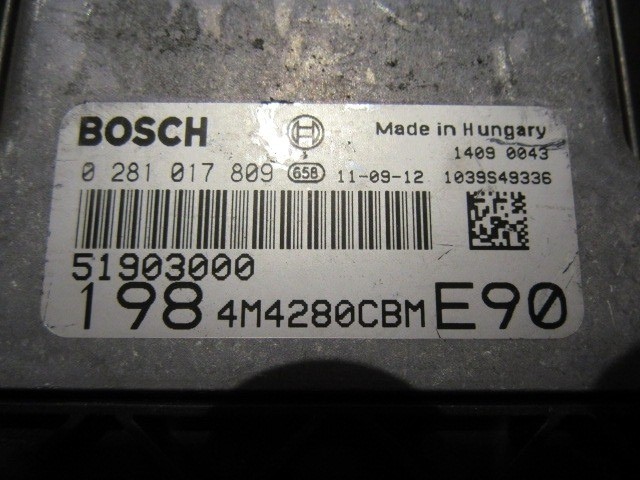 BOSCH Made in Hungary
1409 0043
0 281 017 809 658 11-09-12 1039S49336
51903000
198 4M4280CBM E90